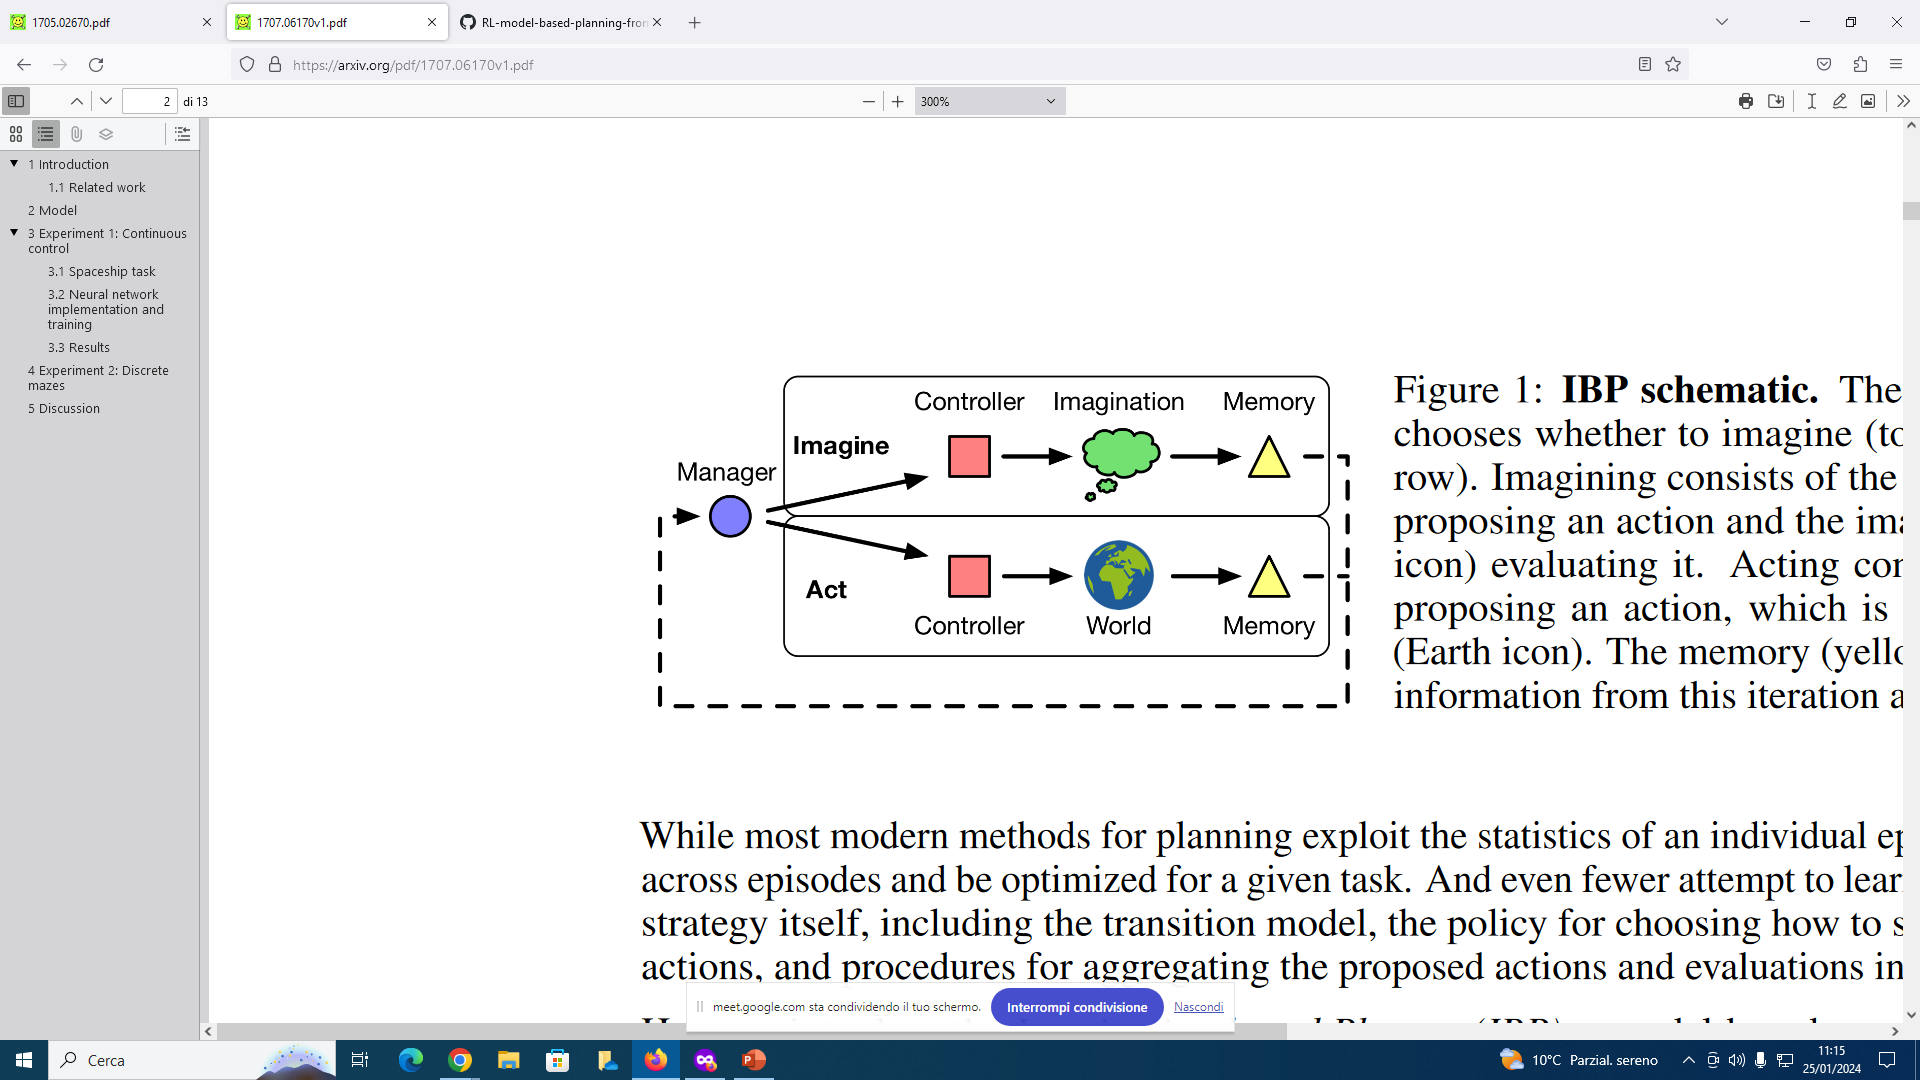 1705.02670.pdf
1707.06170v1.pdf
RL-model-based-planning-fron
https://arxiv.org/pdf/1707.06170v1.pdf
2 di 13
300%
1 Introduction
1.1 Related work
2 Model
3 Experiment 1: Continuous
control
3.1 Spaceship task
3.2 Neural network
implementation and
training
3.3 Results
4 Experiment 2: Discrete
mazes
5 Discussion
Controller Imagination Memory
Imagine
Manager
Act
Controller World Memory
Figure 1: IBP schematic. The
chooses whether to imagine (to
row). Imagining consists of the
proposing an action and the ima
icon) evaluating it. Acting con
proposing an action, which is
(Earth icon). The memory (yello
information from this iteration a
While most modern methods for planning exploit the statistics of an individual ep
across episodes and be optimized for a given task. And even fewer attempt to lear
strategy itself, including the transition model, the policy for choosing how to s
actions, and procedures for aggregating the proposed actions and evaluations in
meet.google.com sta condividendo il tuo schermo. Interrompi condivisione Nascondi
Cerca
10°C Parzial. sereno
11:15
25/01/2024